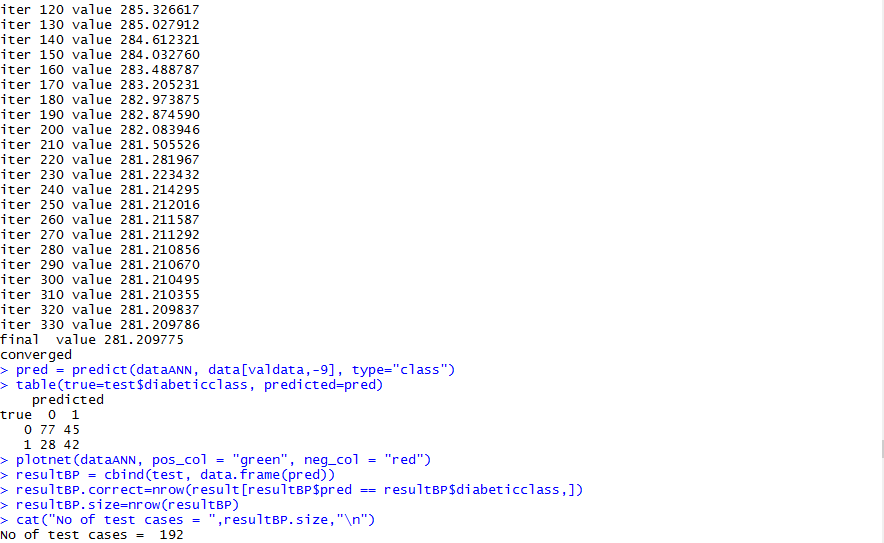 iter 120 value 285.326617
iter 130 value 285.027912
iter 140 value 284.612321
iter 150 value 284.032760
iter 160 value 283.488787
iter 170 value 283.205231
iter 180 value 282.973875
iter 190 value 282.874590
iter 200 value 282.083946
iter 210 value 281.505526
iter 220 value 281.281967
iter 230 value 281.223432
iter 240 value 281.214295
iter 250 value 281.212016
iter 260 value 281.211587
iter 270 value 281.211292
iter 280 value 281.210856
iter 290 value 281.210670
iter 300 value 281.210495
iter 310 value 281.210355
iter 320 value 281.209837
iter 330 value 281.209786
final  value 281.209775
converged
> pred = predict(dataANN, data[valdata,-9], type="class")
> table(true=test$diabeticclass, predicted=pred)
    predicted
true  0  1
   0 77 45
   1 28 42
> plotnet(dataANN, pos_col = "green", neg_col = "red")
> resultBP = cbind(test, data.frame(pred))
> resultBP.correct=nrow(result[resultBP$pred == resultBP$diabeticclass,])
> resultBP.size=nrow(resultBP)
> cat("No of test cases = ",resultBP.size,"\n")
No of test cases =  192